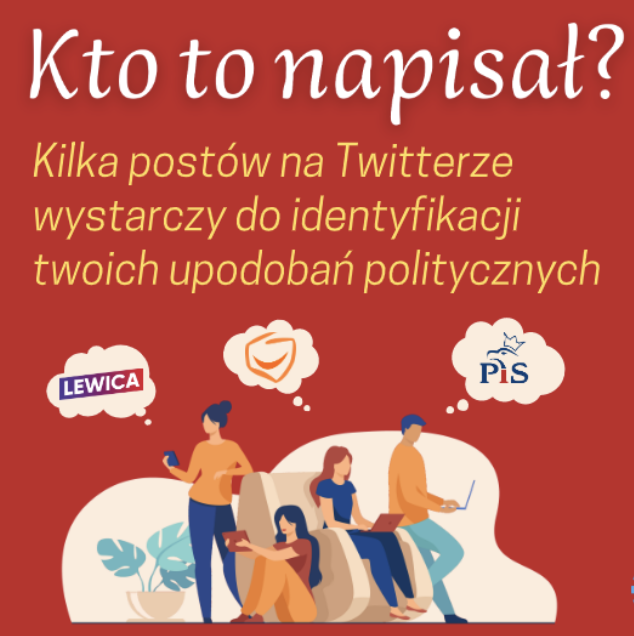 Kto to napisał?
Kilka postów na Twitterze
wystarczy do identyfikacji
twoich upodobań politycznych
LEWICA
PiS